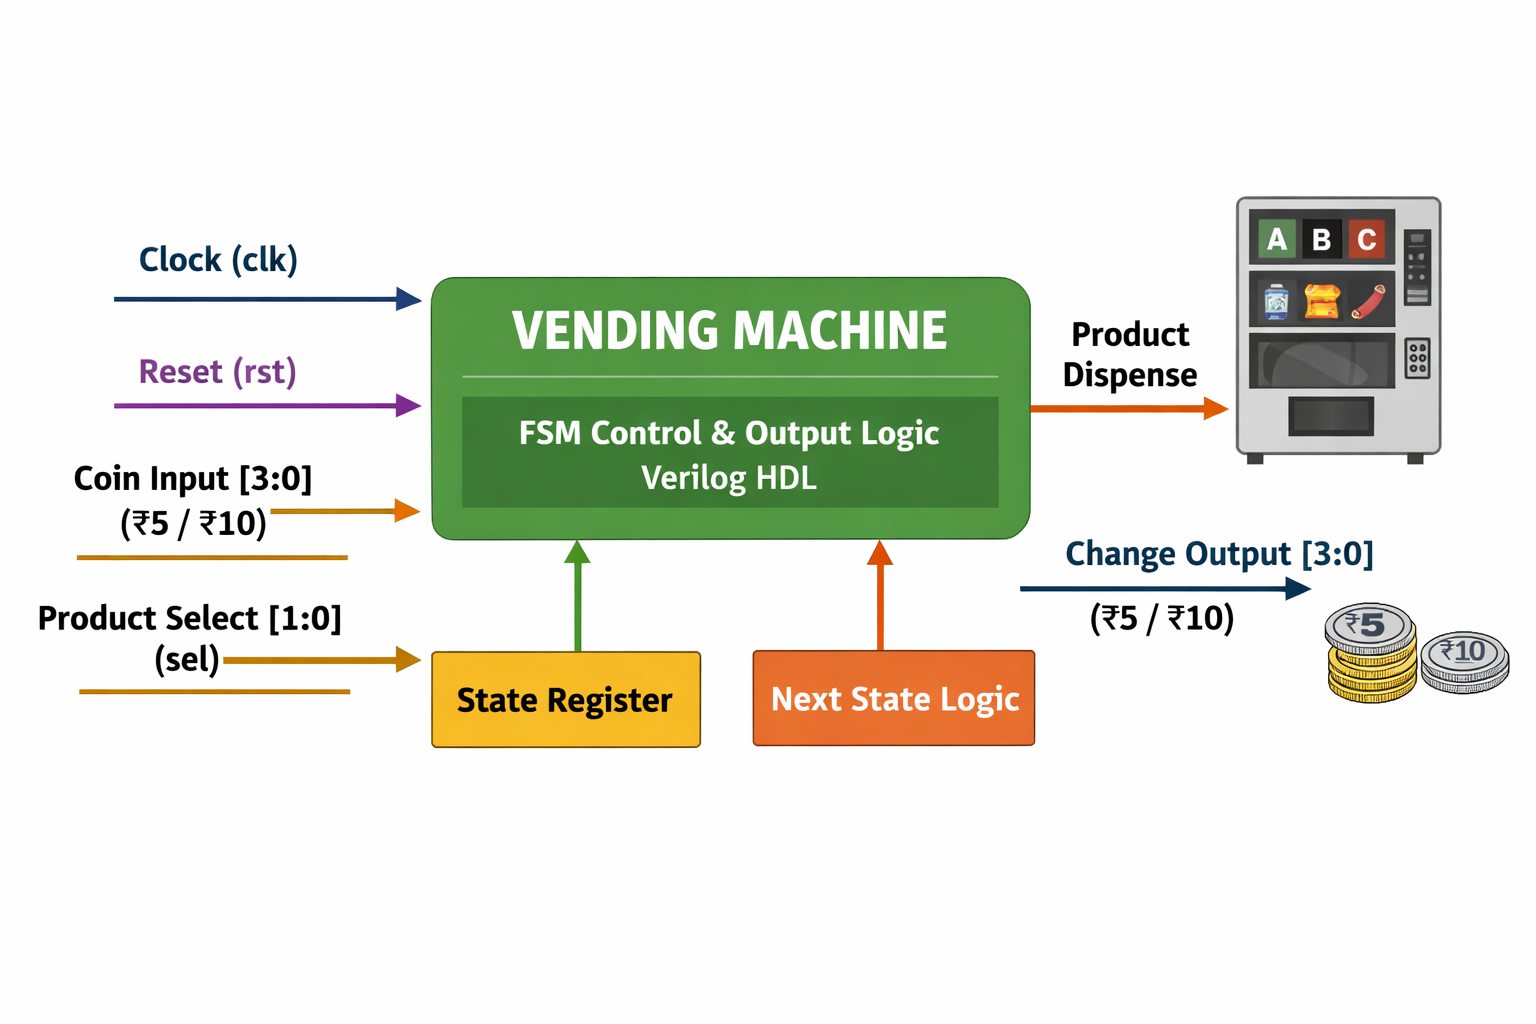 Clock (clk)
Reset (rst)
Coin Input [3:0]
(₹5 / ₹10)
Product Select [1:0]
(sel)
VENDING MACHINE
FSM Control & Output Logic
Verilog HDL
State Register
Next State Logic
Product
Dispense
A B C
Change Output [3:0]
(₹5 / ₹10)
₹5
₹10